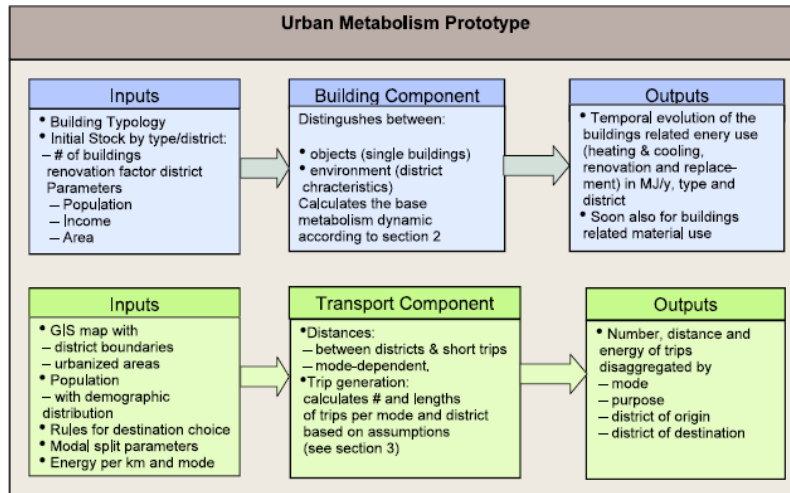 Urban Metabolism Prototype
Inputs
• Building Typology
• Initial Stock by type/district:
– # of buildings
renovation factor district
Parameters
– Population
– Income
– Area
Building Component
Distingushes between:
• objects (single buildings)
• environment (district
chracteristics)
Calculates the base
metabolism dynamic
according to section 2
Outputs
• Temporal evolution of the
buildings related enery use
(heating & cooling,
renovation and replace-
ment) in MJ/y, type and
district
• Soon also for buildings
related material use
Inputs
• GIS map with
– district boundaries
– urbanized areas
• Population
– with demographic
distribution
• Rules for destination choice
• Modal split parameters
• Energy per km and mode
Transport Component
•Distances:
– between districts & short trips
– mode-dependent,
•Trip generation:
calculates # and lengths
of trips per mode and district
based on assumptions
(see section 3)
Outputs
• Number, distance and
energy of trips
disaggregated by
– mode
– purpose
– district of origin
– district of destination